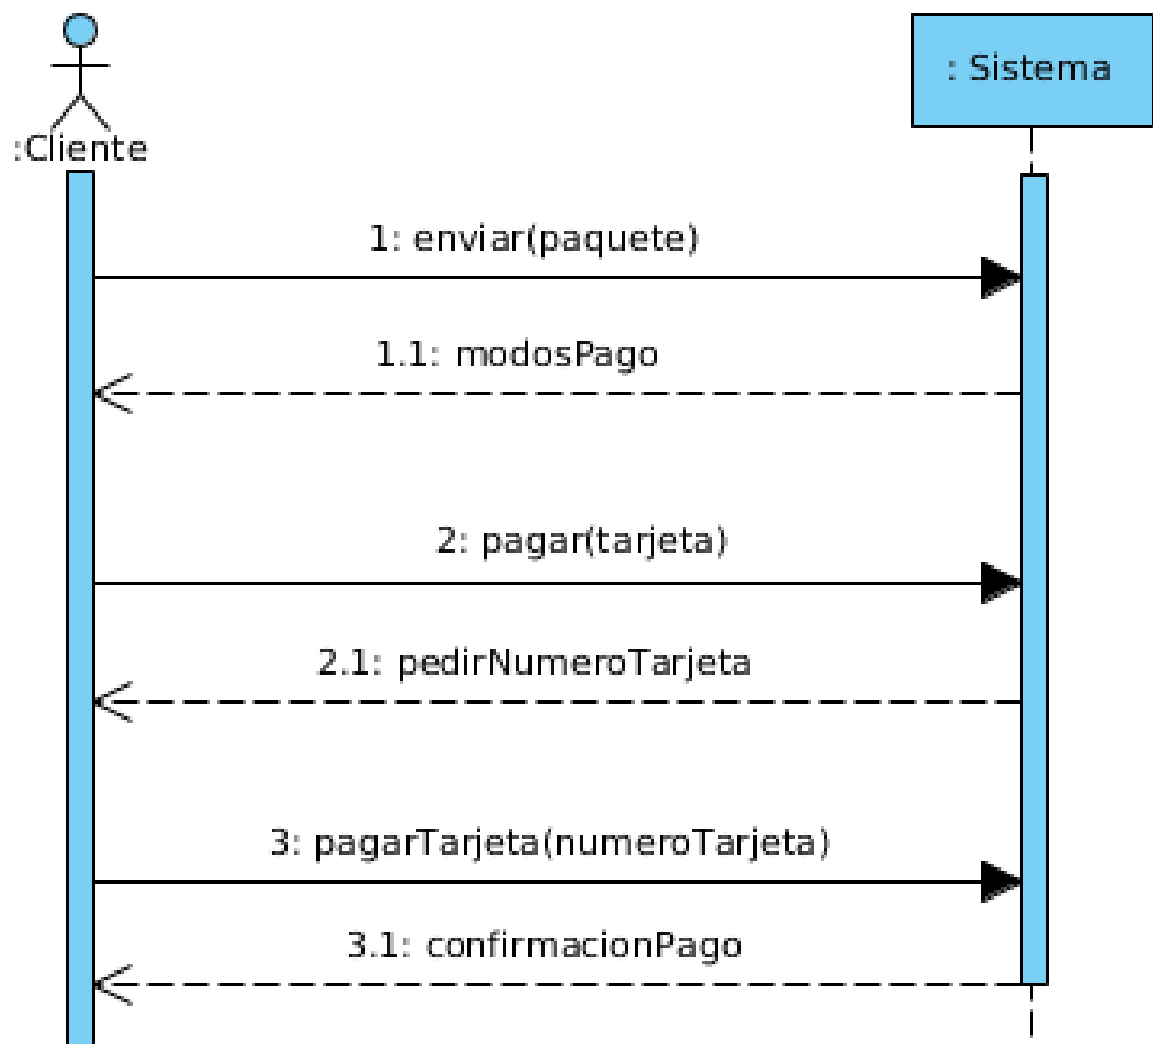 : Sistema
:Cliente
1: enviar(paquete)
1.1: modosPago
2: pagar(tarjeta)
2.1: pedirNumeroTarjeta
3: pagarTarjeta(numeroTarjeta)
3.1: confirmacionPago